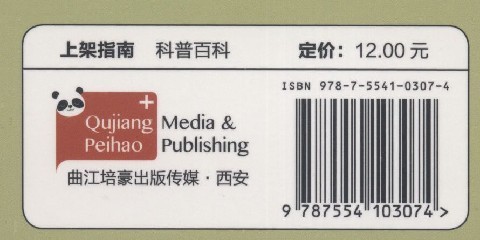 上架指南 科普百科 定价：12.00 元
ISBN 978-7-5541-0307-4
Qujiang Media &
Peihao Publishing
曲江培豪出版传媒·西安
9 787554 103074 >